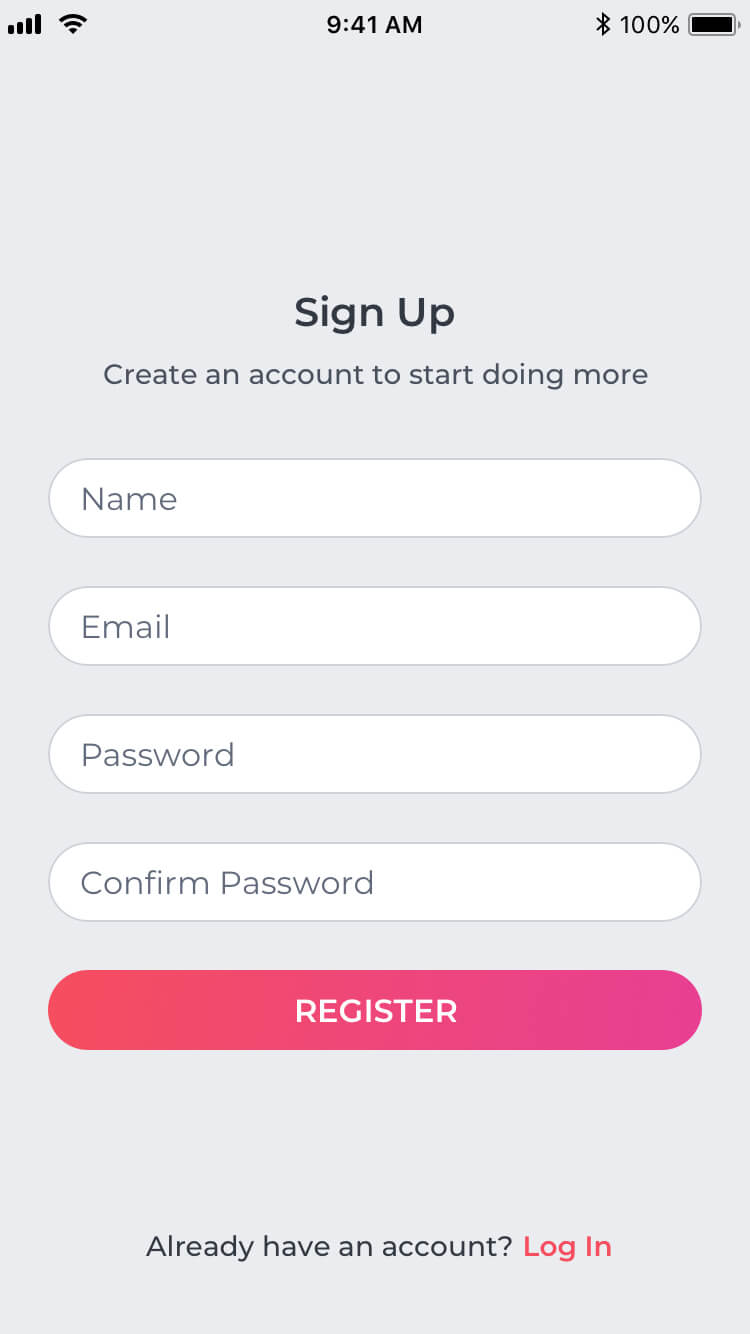 9:41 AM 100%
Sign Up
Create an account to start doing more
Name
Email
Password
Confirm Password
REGISTER
Already have an account? Log In